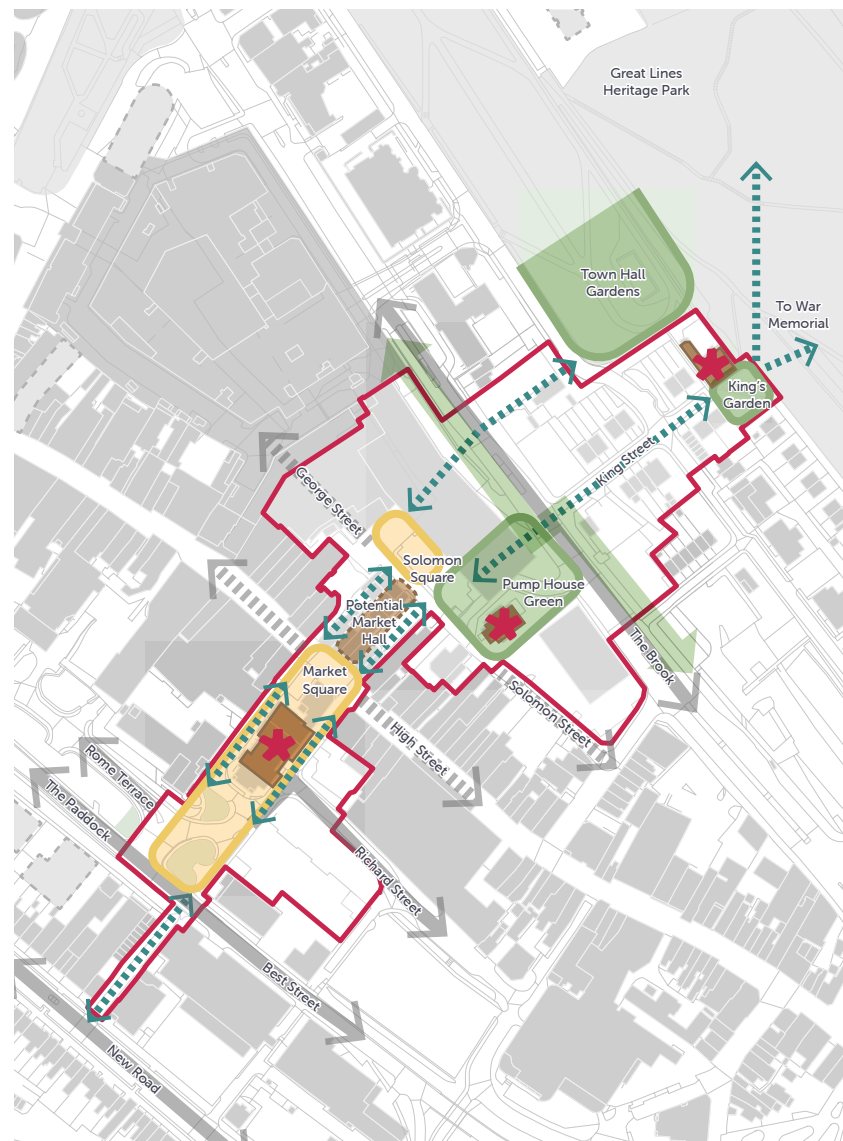 Great Lines
Heritage Park
Town Hall
Gardens
To War
Memorial
King's
Garden
King Street
George Street
Solomon
Square
Pump House
Green
Potential
Market
Hall
The Brook
Market
Square
Solomon Street
High Street
Rome Terrace
The Paddock
Richard Street
Best Street
New Road